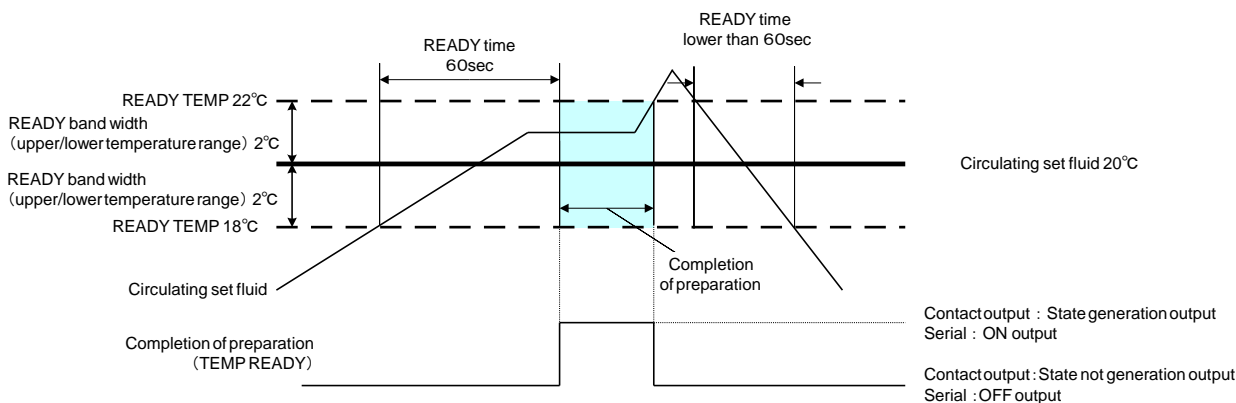 READY time
60sec
READY time
lower than 60sec
READY TEMP 22℃
READY band width
(upper/lower temperature range) 2℃
Circulating set fluid 20℃
READY band width
(upper/lower temperature range) 2℃
READY TEMP 18℃
Completion
of preparation
Circulating set fluid
Contact output : State generation output
Serial : ON output
Completion of preparation
(TEMP READY)
Contact output : State not generation output
Serial : OFF output